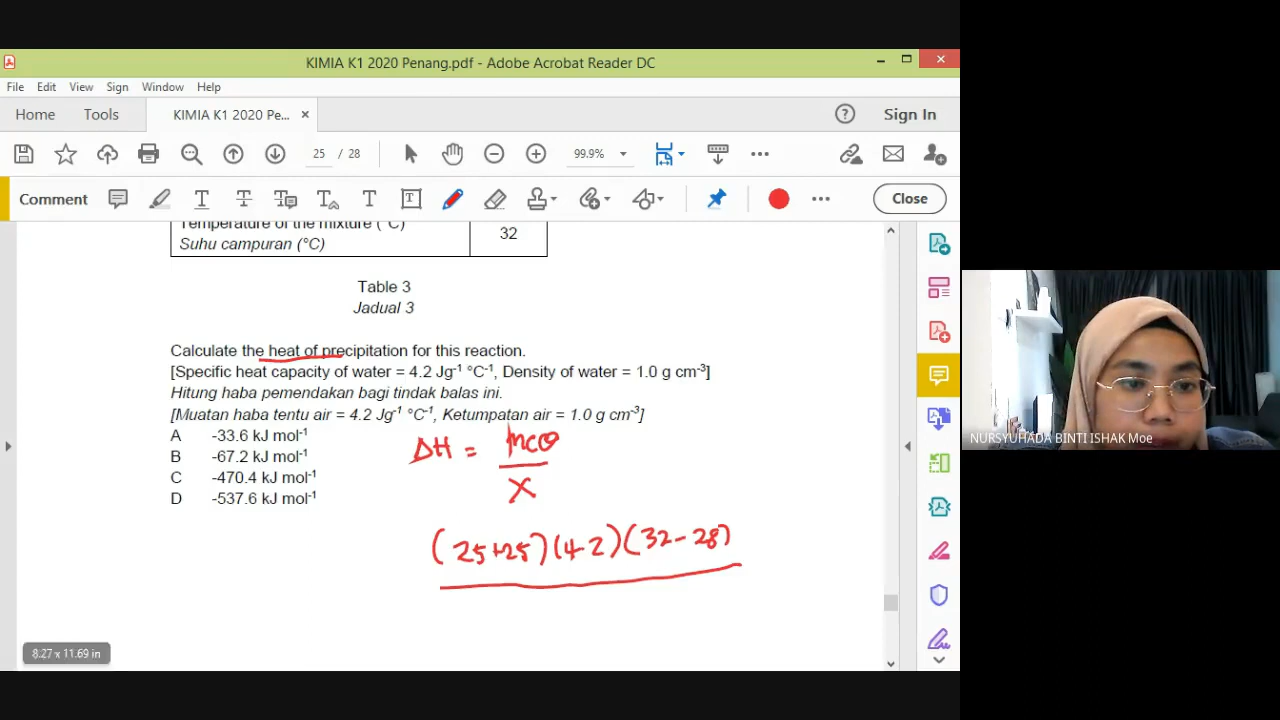 KIMIA K1 2020 Penang.pdf - Adobe Acrobat Reader DC
File Edit View Sign Window Help
Home Tools KIMIA K1 2020 Pe... × ? Sign In
25 / 28 99.9%
Comment Close
Temperature of the mixture (°C)
Suhu campuran (°C)
32
Table 3
Jadual 3
Calculate the heat of precipitation for this reaction.
[Specific heat capacity of water = 4.2 Jg⁻¹ °C⁻¹, Density of water = 1.0 g cm⁻³]
Hitung haba pemendakan bagi tindak balas ini.
[Muatan haba tentu air = 4.2 Jg⁻¹ °C⁻¹, Ketumpatan air = 1.0 g cm⁻³]
A -33.6 kJ mol⁻¹
B -67.2 kJ mol⁻¹
C -470.4 kJ mol⁻¹
D -537.6 kJ mol⁻¹
ΔH = mcθ
x
(25+25)(4.2)(32-28)
8.27 x 11.69 in
NURSYUHADA BINTI ISHAK Moe